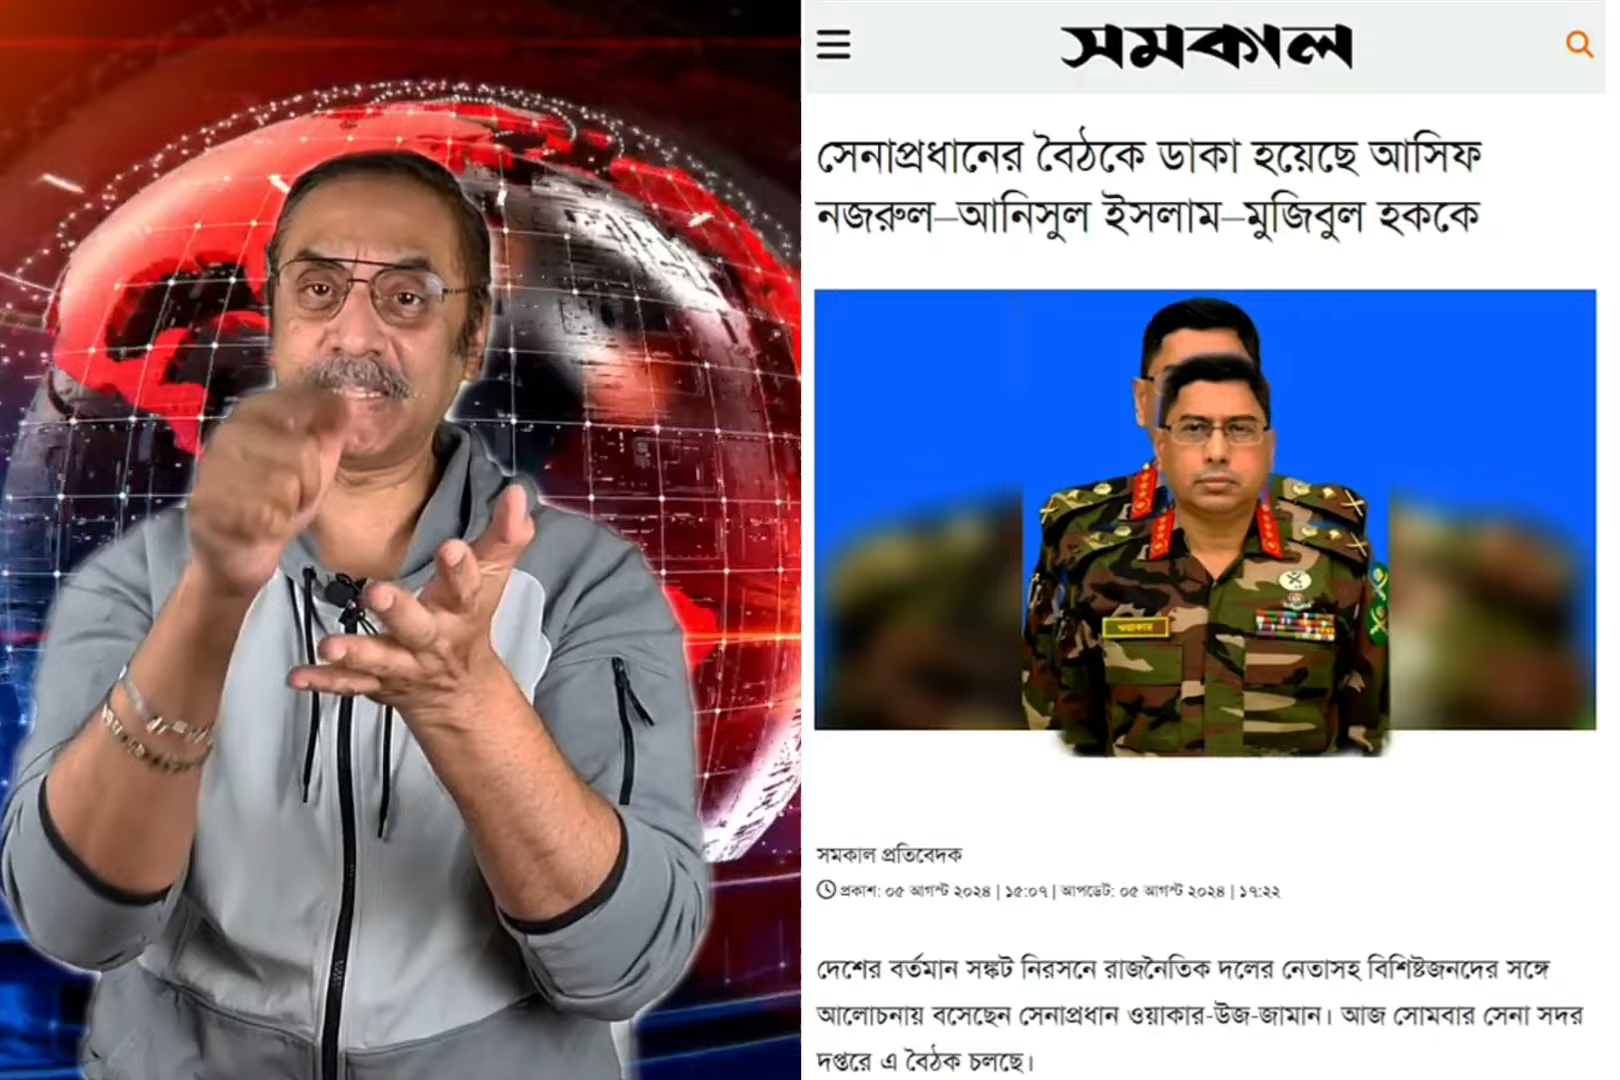 সমকাল
সেনাপ্রধানের বৈঠকে ডাকা হয়েছে আসিফ
নজরুল–আনিসুল ইসলাম–মুজিবুল হককে
ওয়াকার
সমকাল প্রতিবেদক
প্রকাশ: ০৫ আগস্ট ২০২৪ | ১৫:০৭ | আপডেট: ০৫ আগস্ট ২০২৪ | ১৭:২২
দেশের বর্তমান সঙ্কট নিরসনে রাজনৈতিক দলের নেতাসহ বিশিষ্টজনদের সঙ্গে
আলোচনায় বসেছেন সেনাপ্রধান ওয়াকার-উজ-জামান। আজ সোমবার সেনা সদর
দপ্তরে এ বৈঠক চলছে।